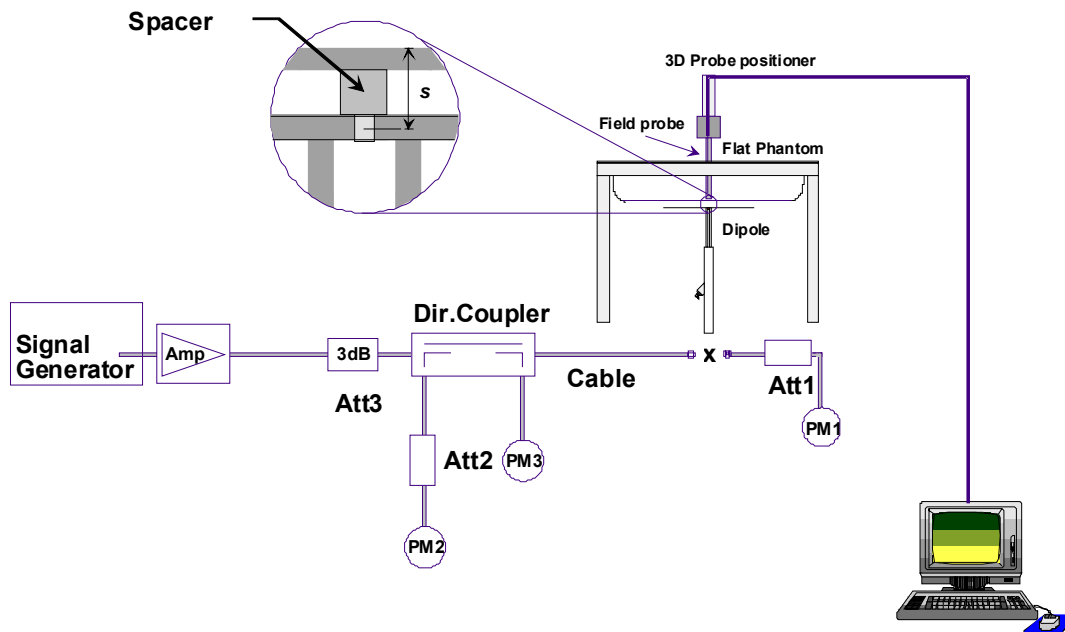 Spacer
s
3D Probe positioner
Field probe
Flat Phantom
Dipole
Signal
Generator
Amp
3dB
Att3
Dir.Coupler
Cable
x
Att1
PM1
Att2
PM3
PM2